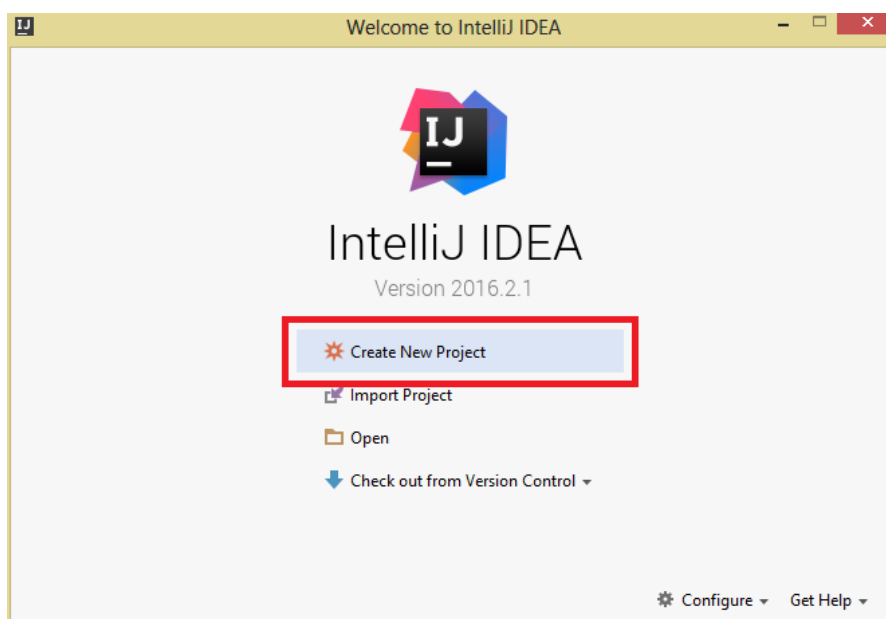 Welcome to IntelliJ IDEA
IJ
IntelliJ IDEA
Version 2016.2.1
Create New Project
Import Project
Open
Check out from Version Control
Configure
Get Help